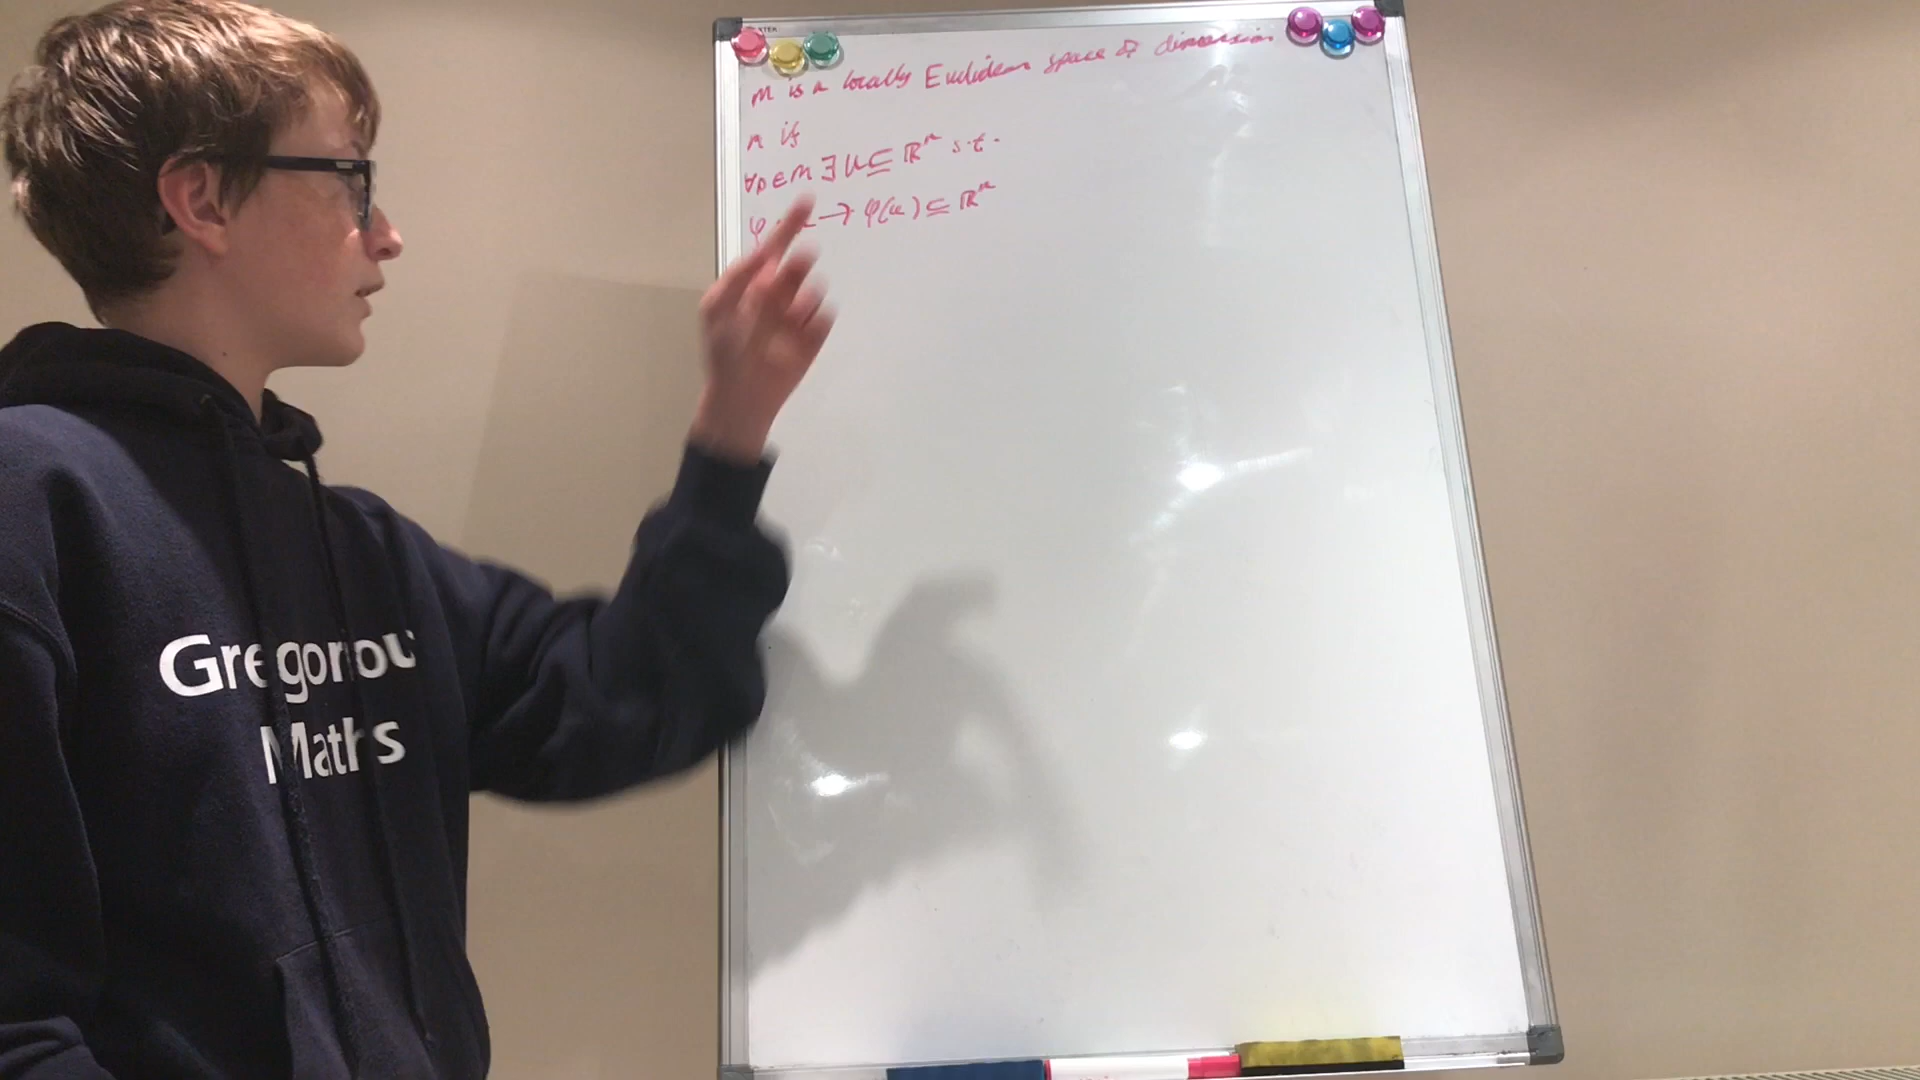 M is a locally Euclidean space of dimension
n if
∀p∈M ∃ U ⊆ ℝⁿ s.t.
φ: U → φ(U) ⊆ ℝⁿ
Gregorious
Maths